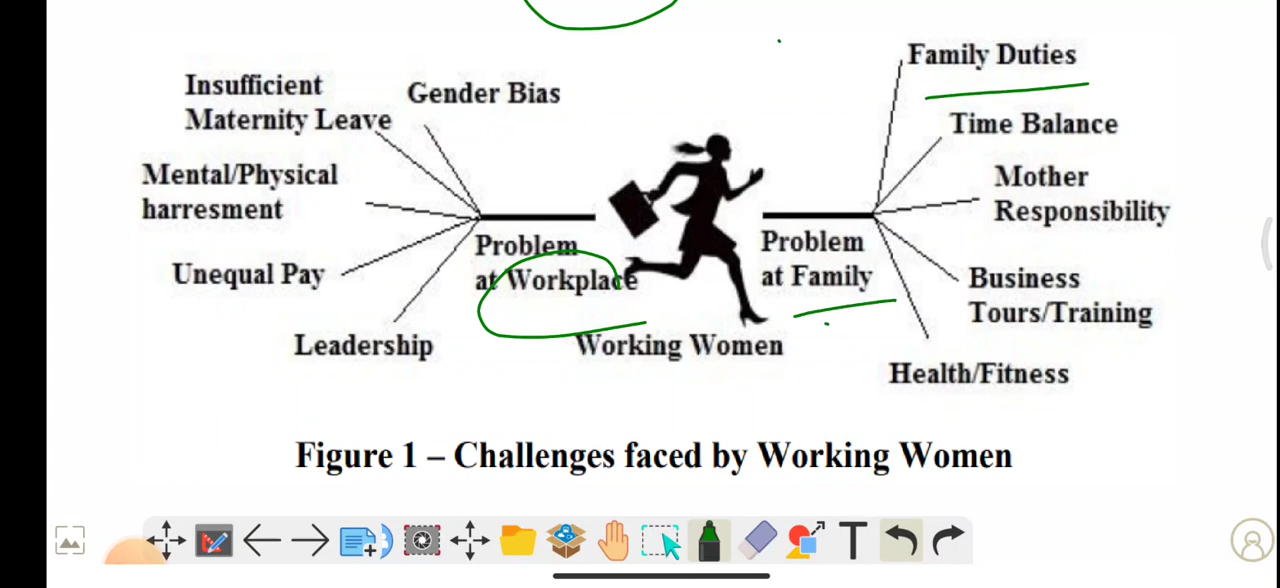 Insufficient
Maternity Leave
Gender Bias
Mental/Physical
harresment
Unequal Pay
Leadership
Problem
at Workplace
Working Women
Problem
at Family
Family Duties
Time Balance
Mother
Responsibility
Business
Tours/Training
Health/Fitness
Figure 1 – Challenges faced by Working Women
T